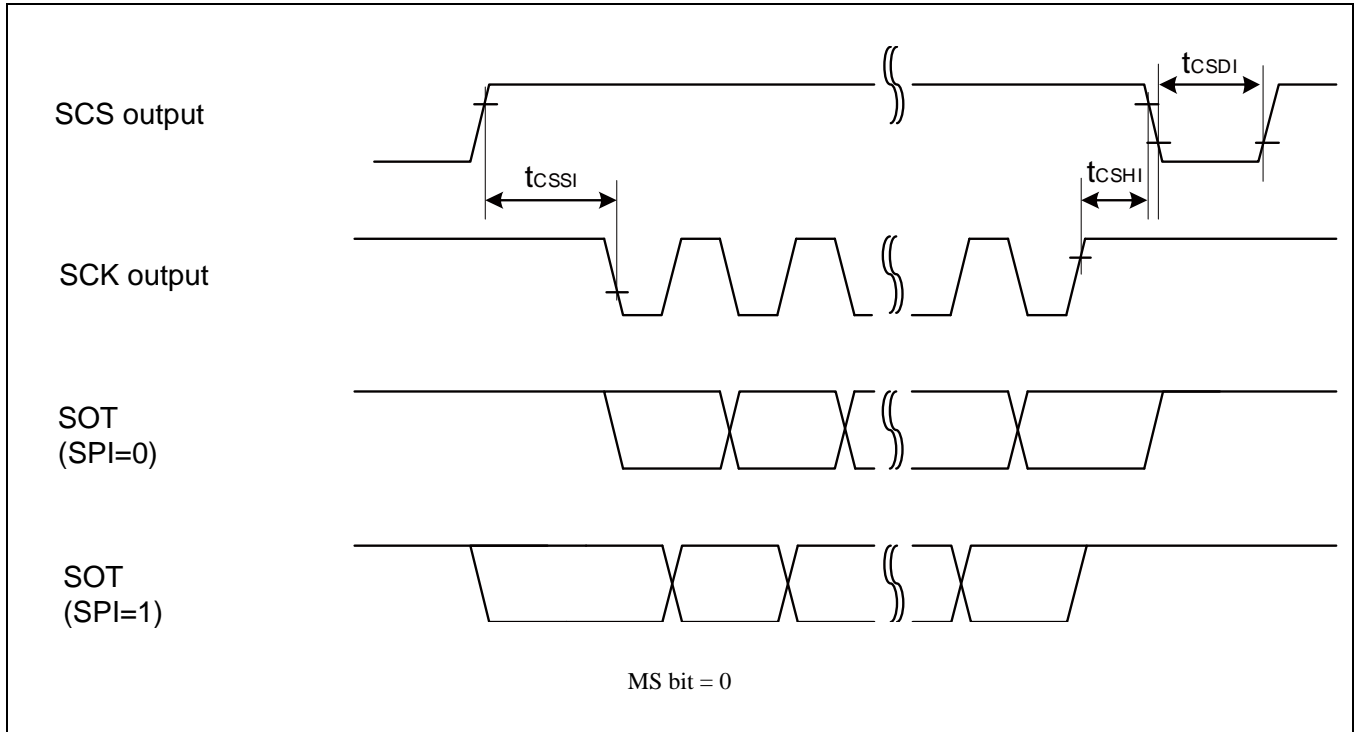 tCSDI
SCS output
tCSSI
tCSHI
SCK output
SOT
(SPI=0)
SOT
(SPI=1)
MS bit = 0